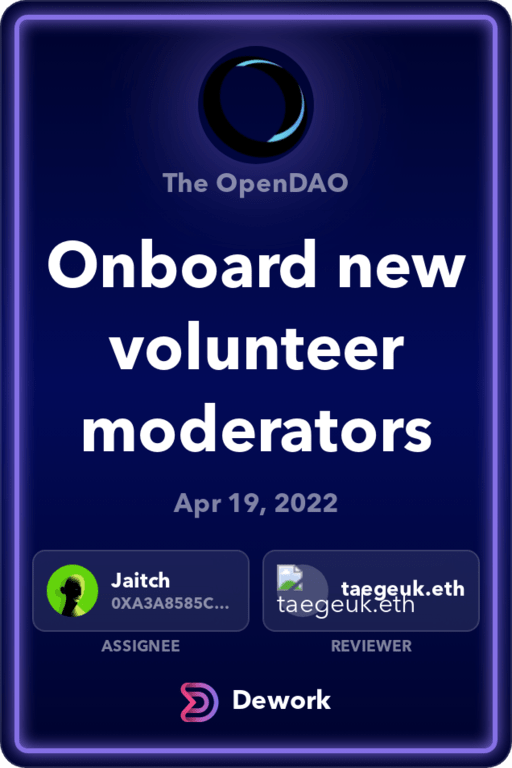 The OpenDAO
Onboard new
volunteer
moderators
Apr 19, 2022
Jaitch
0XA3A8585C...
taegeuk.eth
taegeuk.eth
ASSIGNEE
REVIEWER
Dework